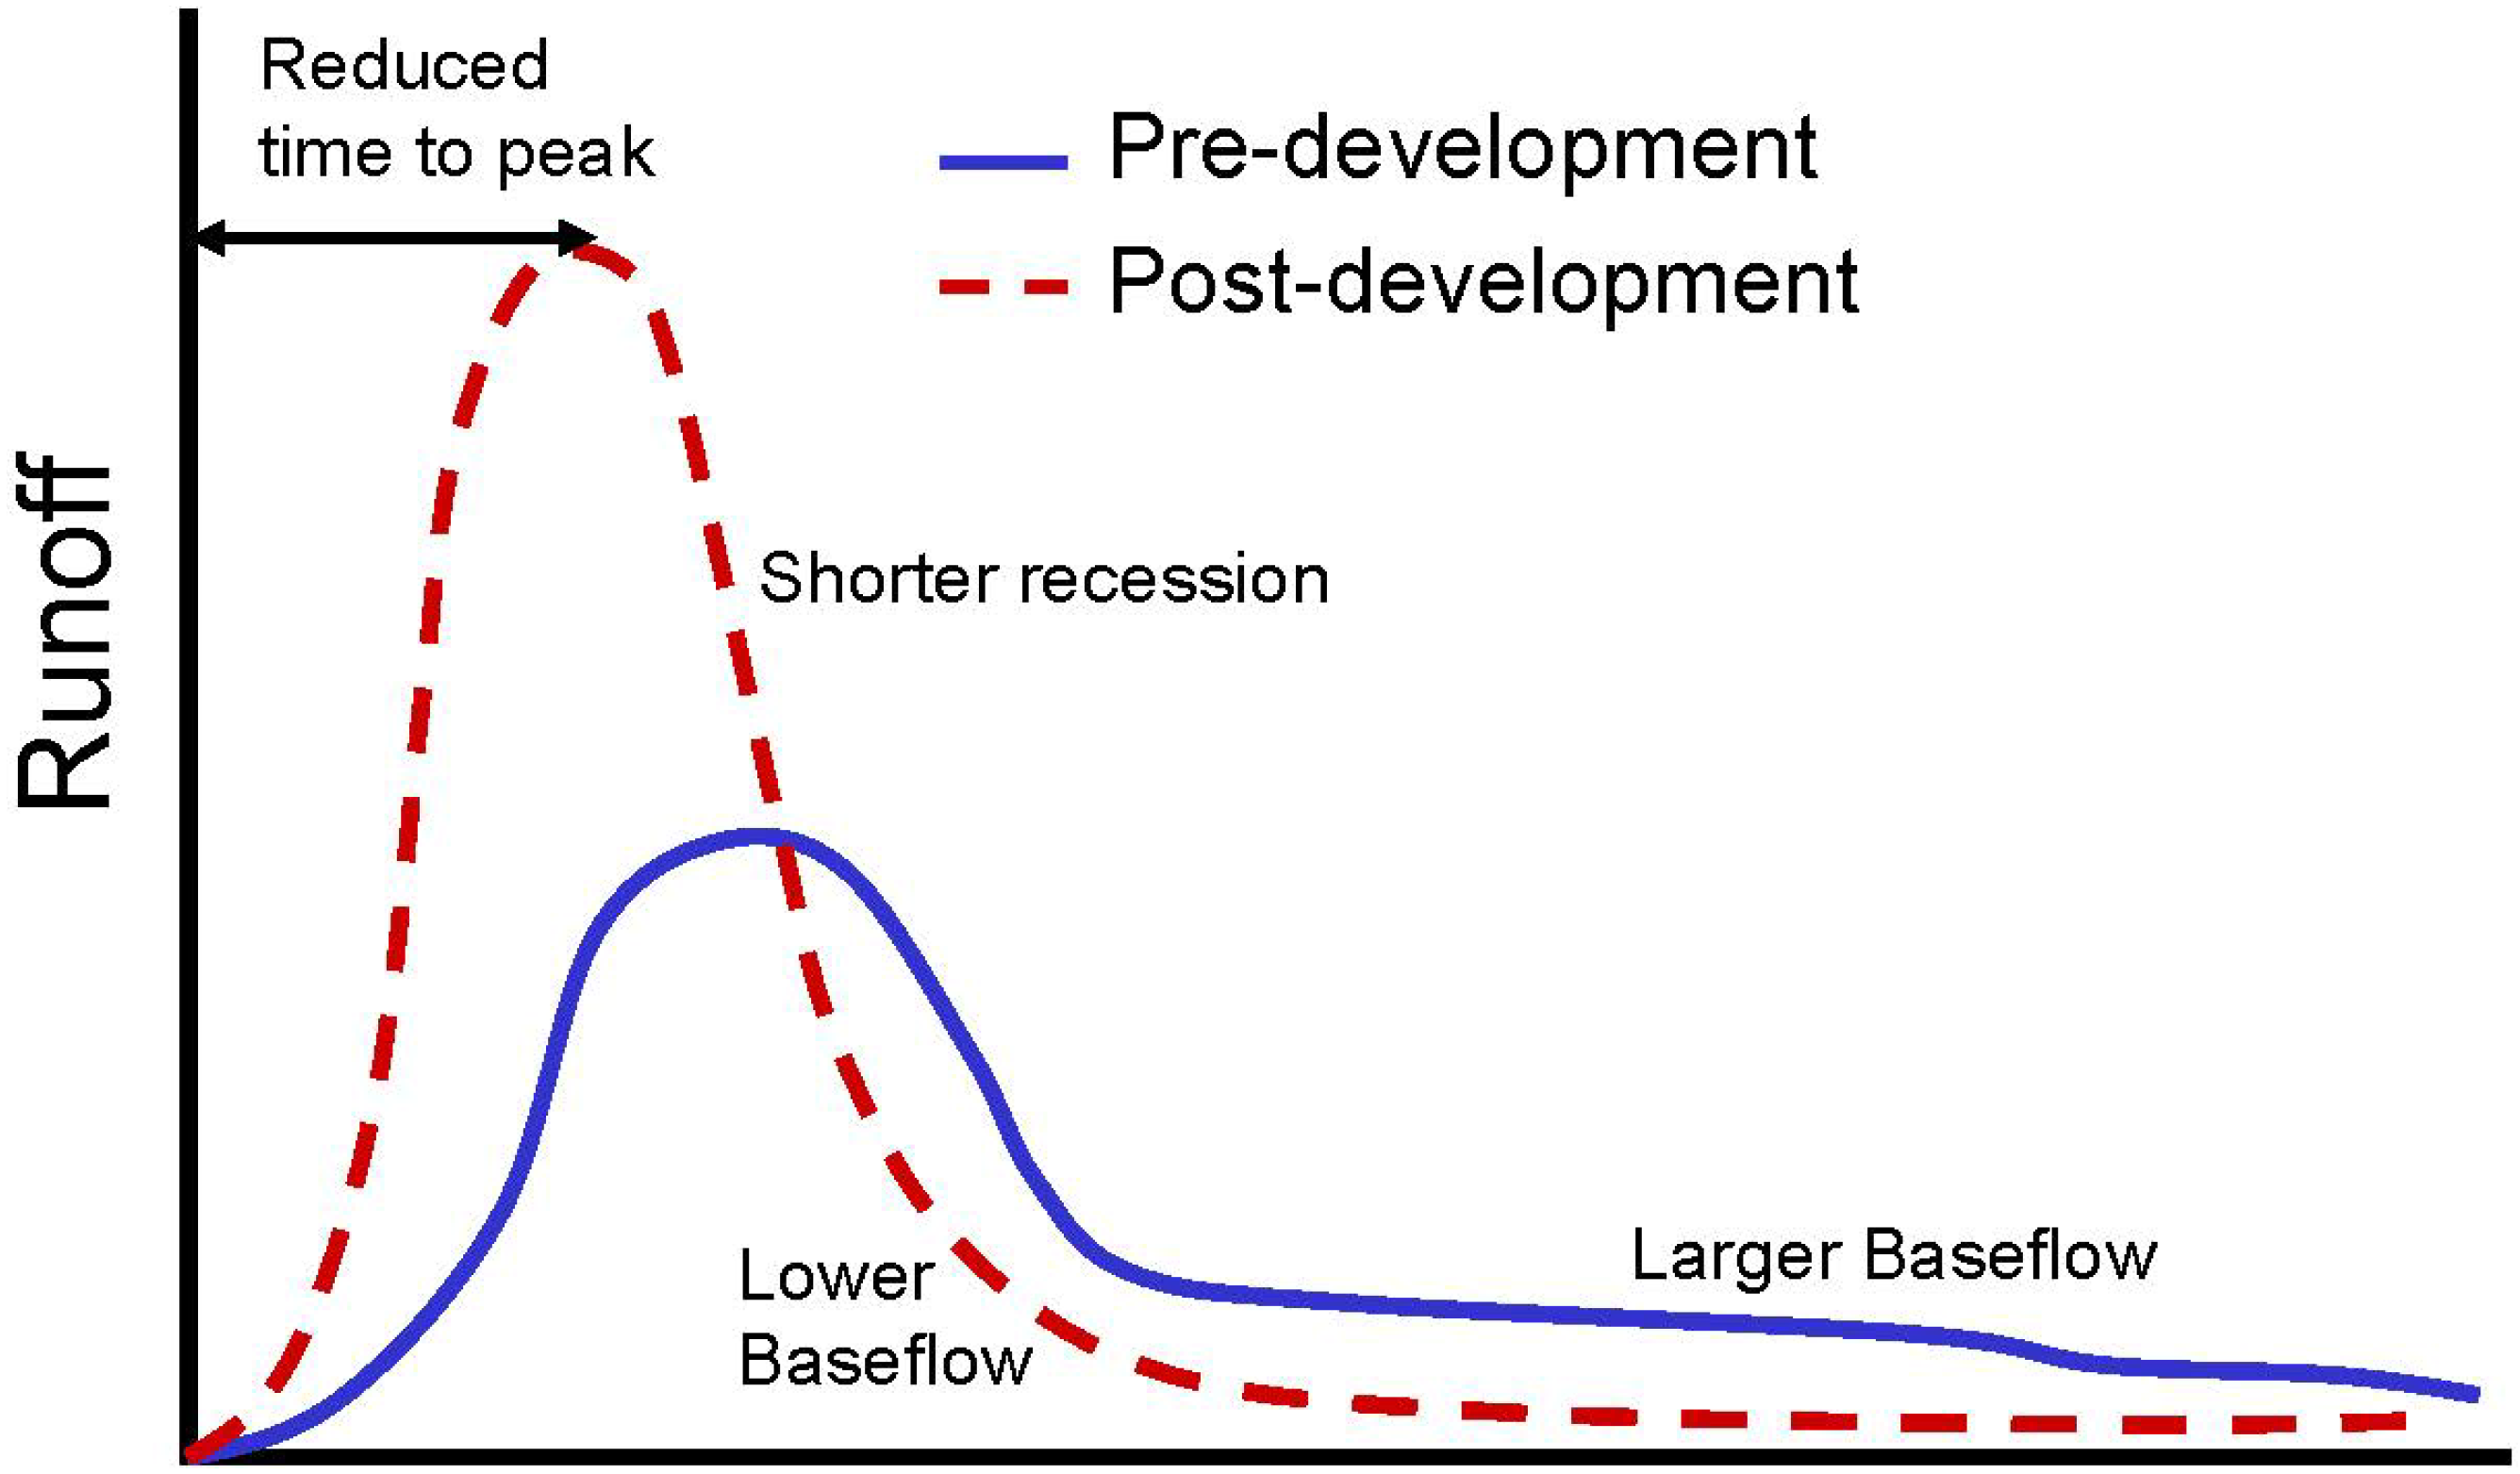 Reduced
time to peak
Pre-development
Post-development
Runoff
Shorter recession
Lower
Baseflow
Larger Baseflow